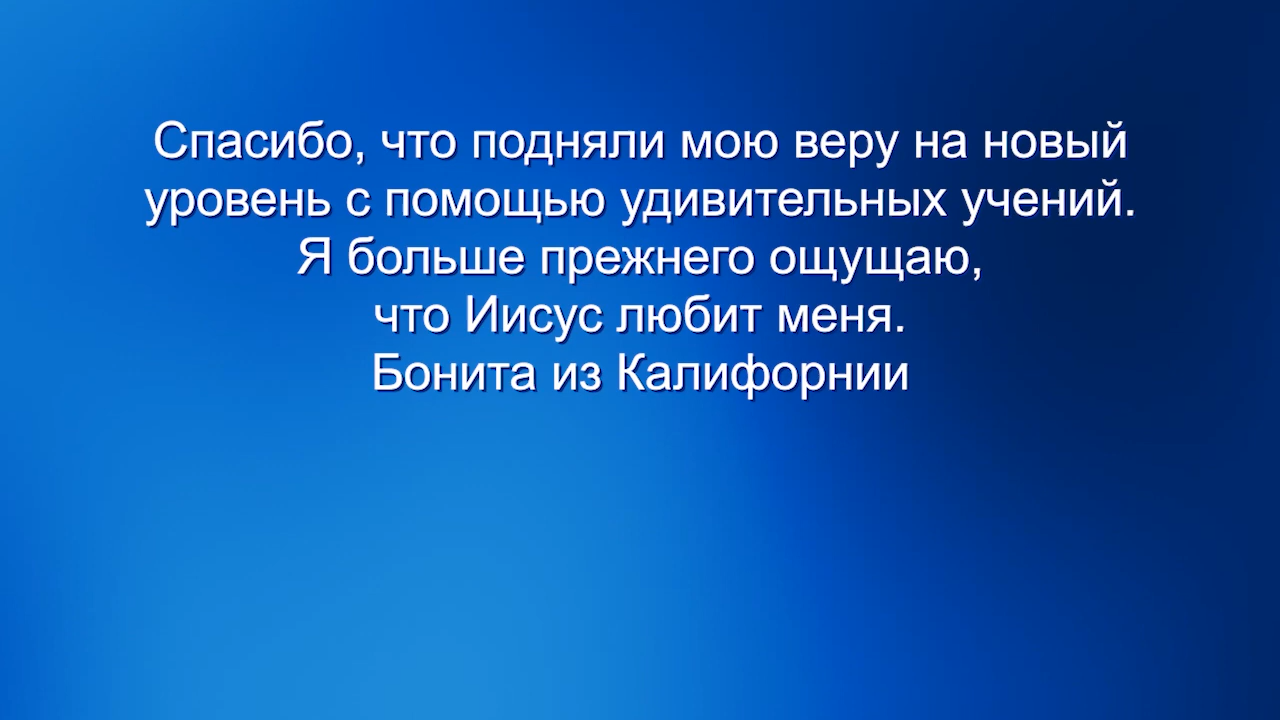 Спасибо, что подняли мою веру на новый
уровень с помощью удивительных учений.
Я больше прежнего ощущаю,
что Иисус любит меня.
Бонита из Калифорнии